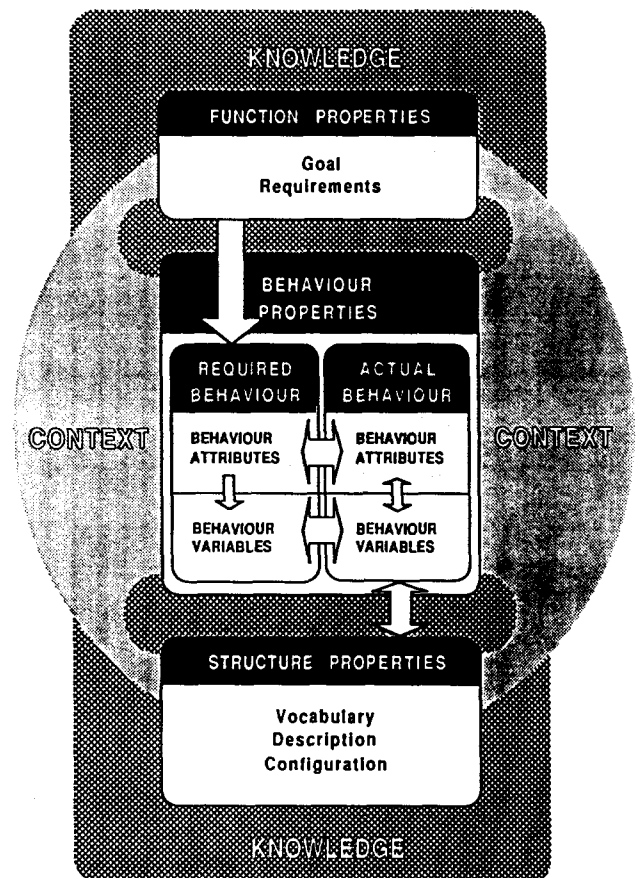 KNOWLEDGE
FUNCTION PROPERTIES
Goal
Requirements
BEHAVIOUR
PROPERTIES
REQUIRED
BEHAVIOUR
ACTUAL
BEHAVIOUR
CONTEXT
BEHAVIOUR
ATTRIBUTES
BEHAVIOUR
ATTRIBUTES
CONTEXT
BEHAVIOUR
VARIABLES
BEHAVIOUR
VARIABLES
STRUCTURE PROPERTIES
Vocabulary
Description
Configuration
KNOWLEDGE